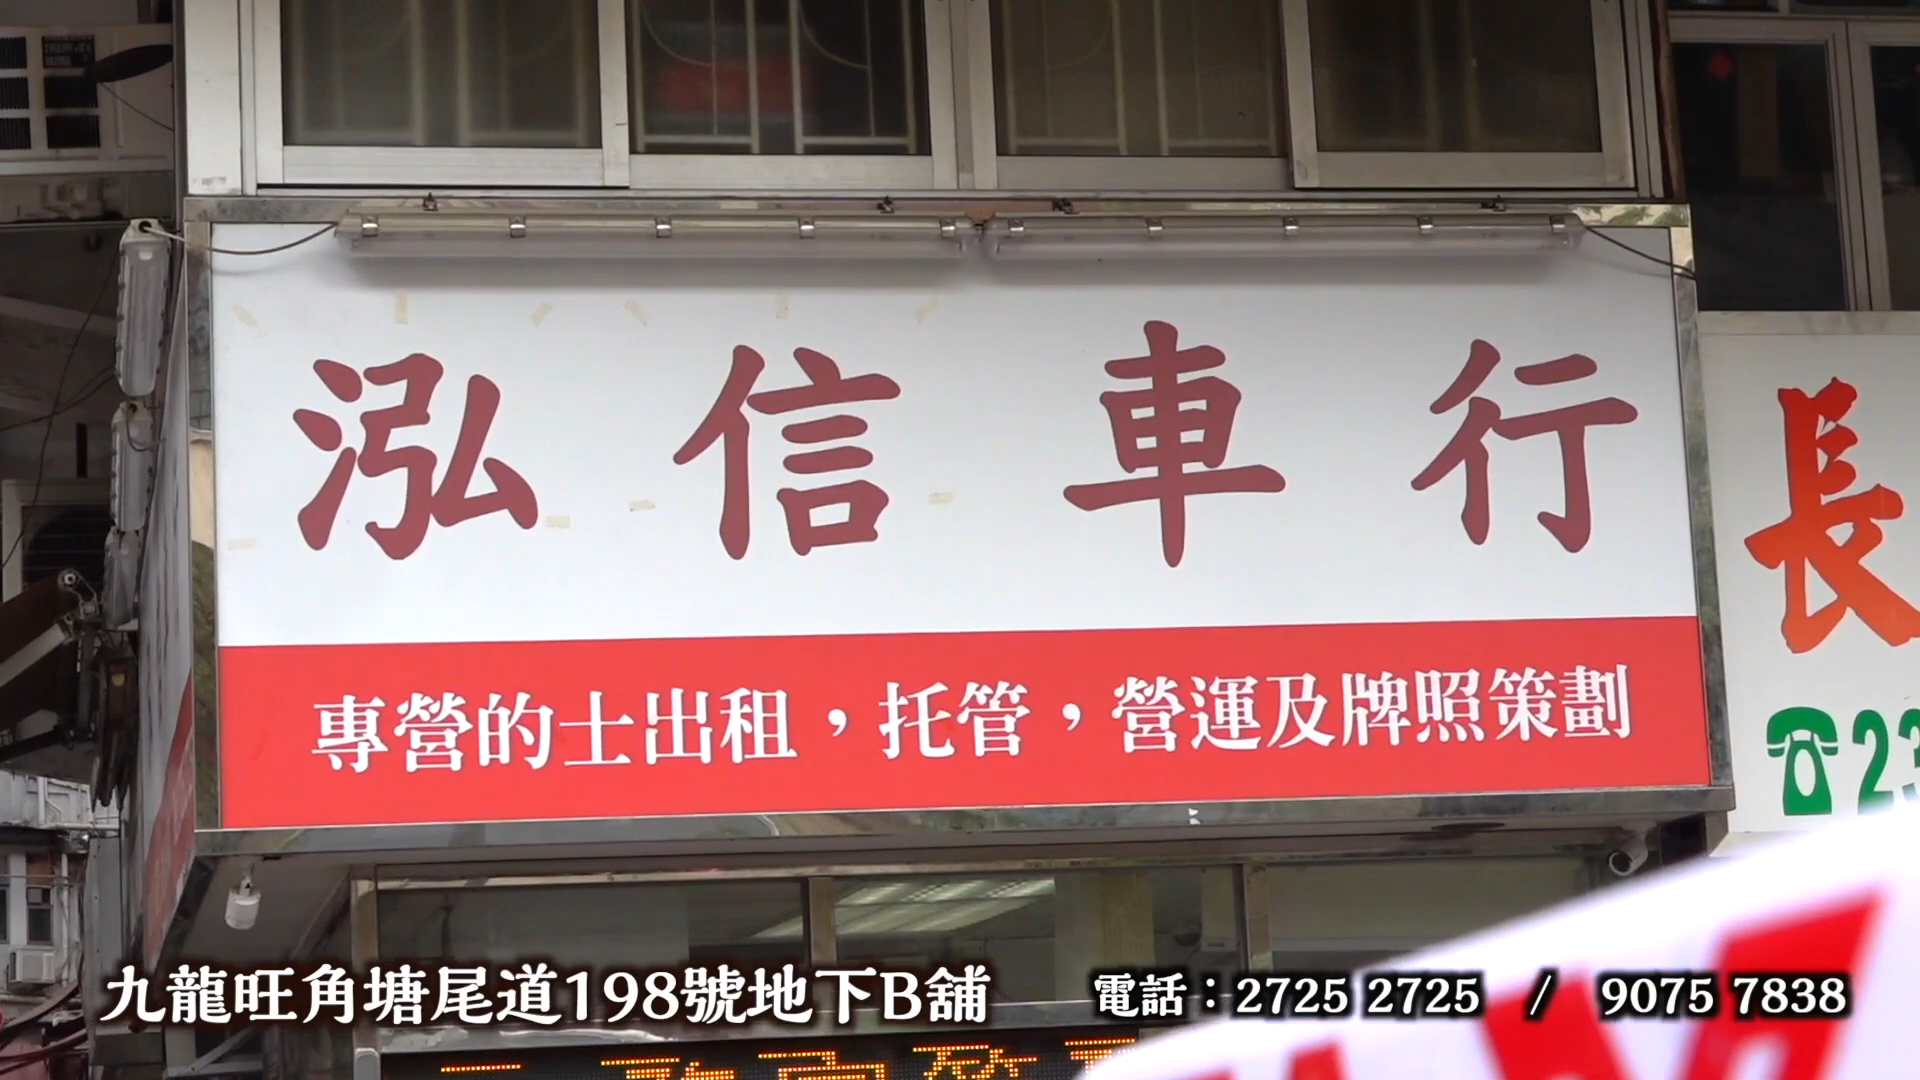 泓信車行
專營的士出租，托管，營運及牌照策劃
長
23
九龍旺角塘尾道198號地下B舖
電話：2725 2725 / 9075 7838